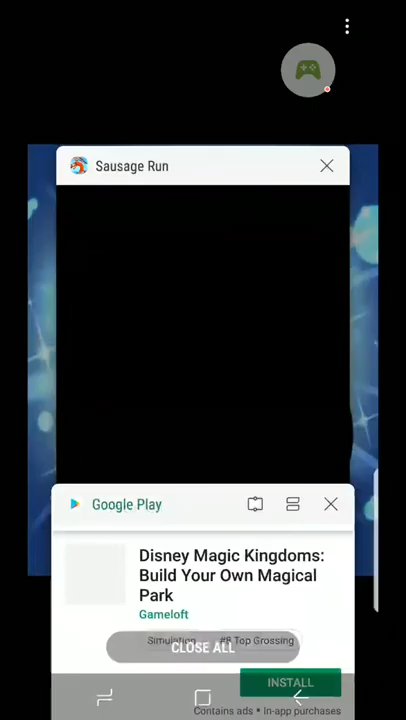 Sausage Run
Google Play
Disney Magic Kingdoms:
Build Your Own Magical
Park
Gameloft
Simulation
#8 Top Grossing
CLOSE ALL
INSTALL
Contains ads • In-app purchases